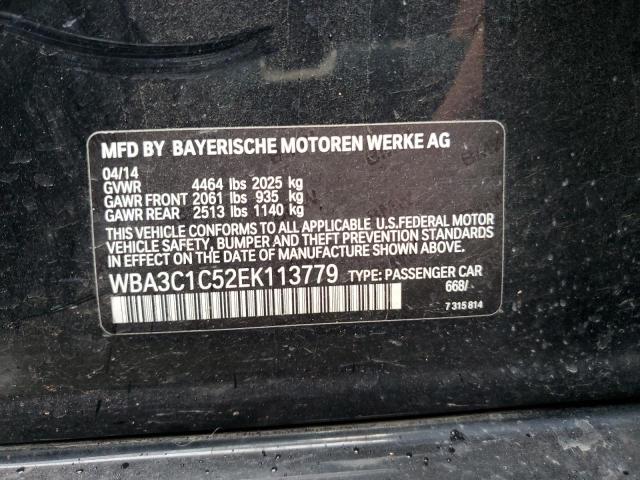 MFD BY BAYERISCHE MOTOREN WERKE AG
04/14
GVWR 4464 lbs 2025 kg
GAWR FRONT 2061 lbs 935 kg
GAWR REAR 2513 lbs 1140 kg
THIS VEHICLE CONFORMS TO ALL APPLICABLE U.S.FEDERAL MOTOR
VEHICLE SAFETY, BUMPER AND THEFT PREVENTION STANDARDS
IN EFFECT ON THE DATE OF MANUFACTURE SHOWN ABOVE.
WBA3C1C52EK113779 TYPE: PASSENGER CAR
668/
7 315 814